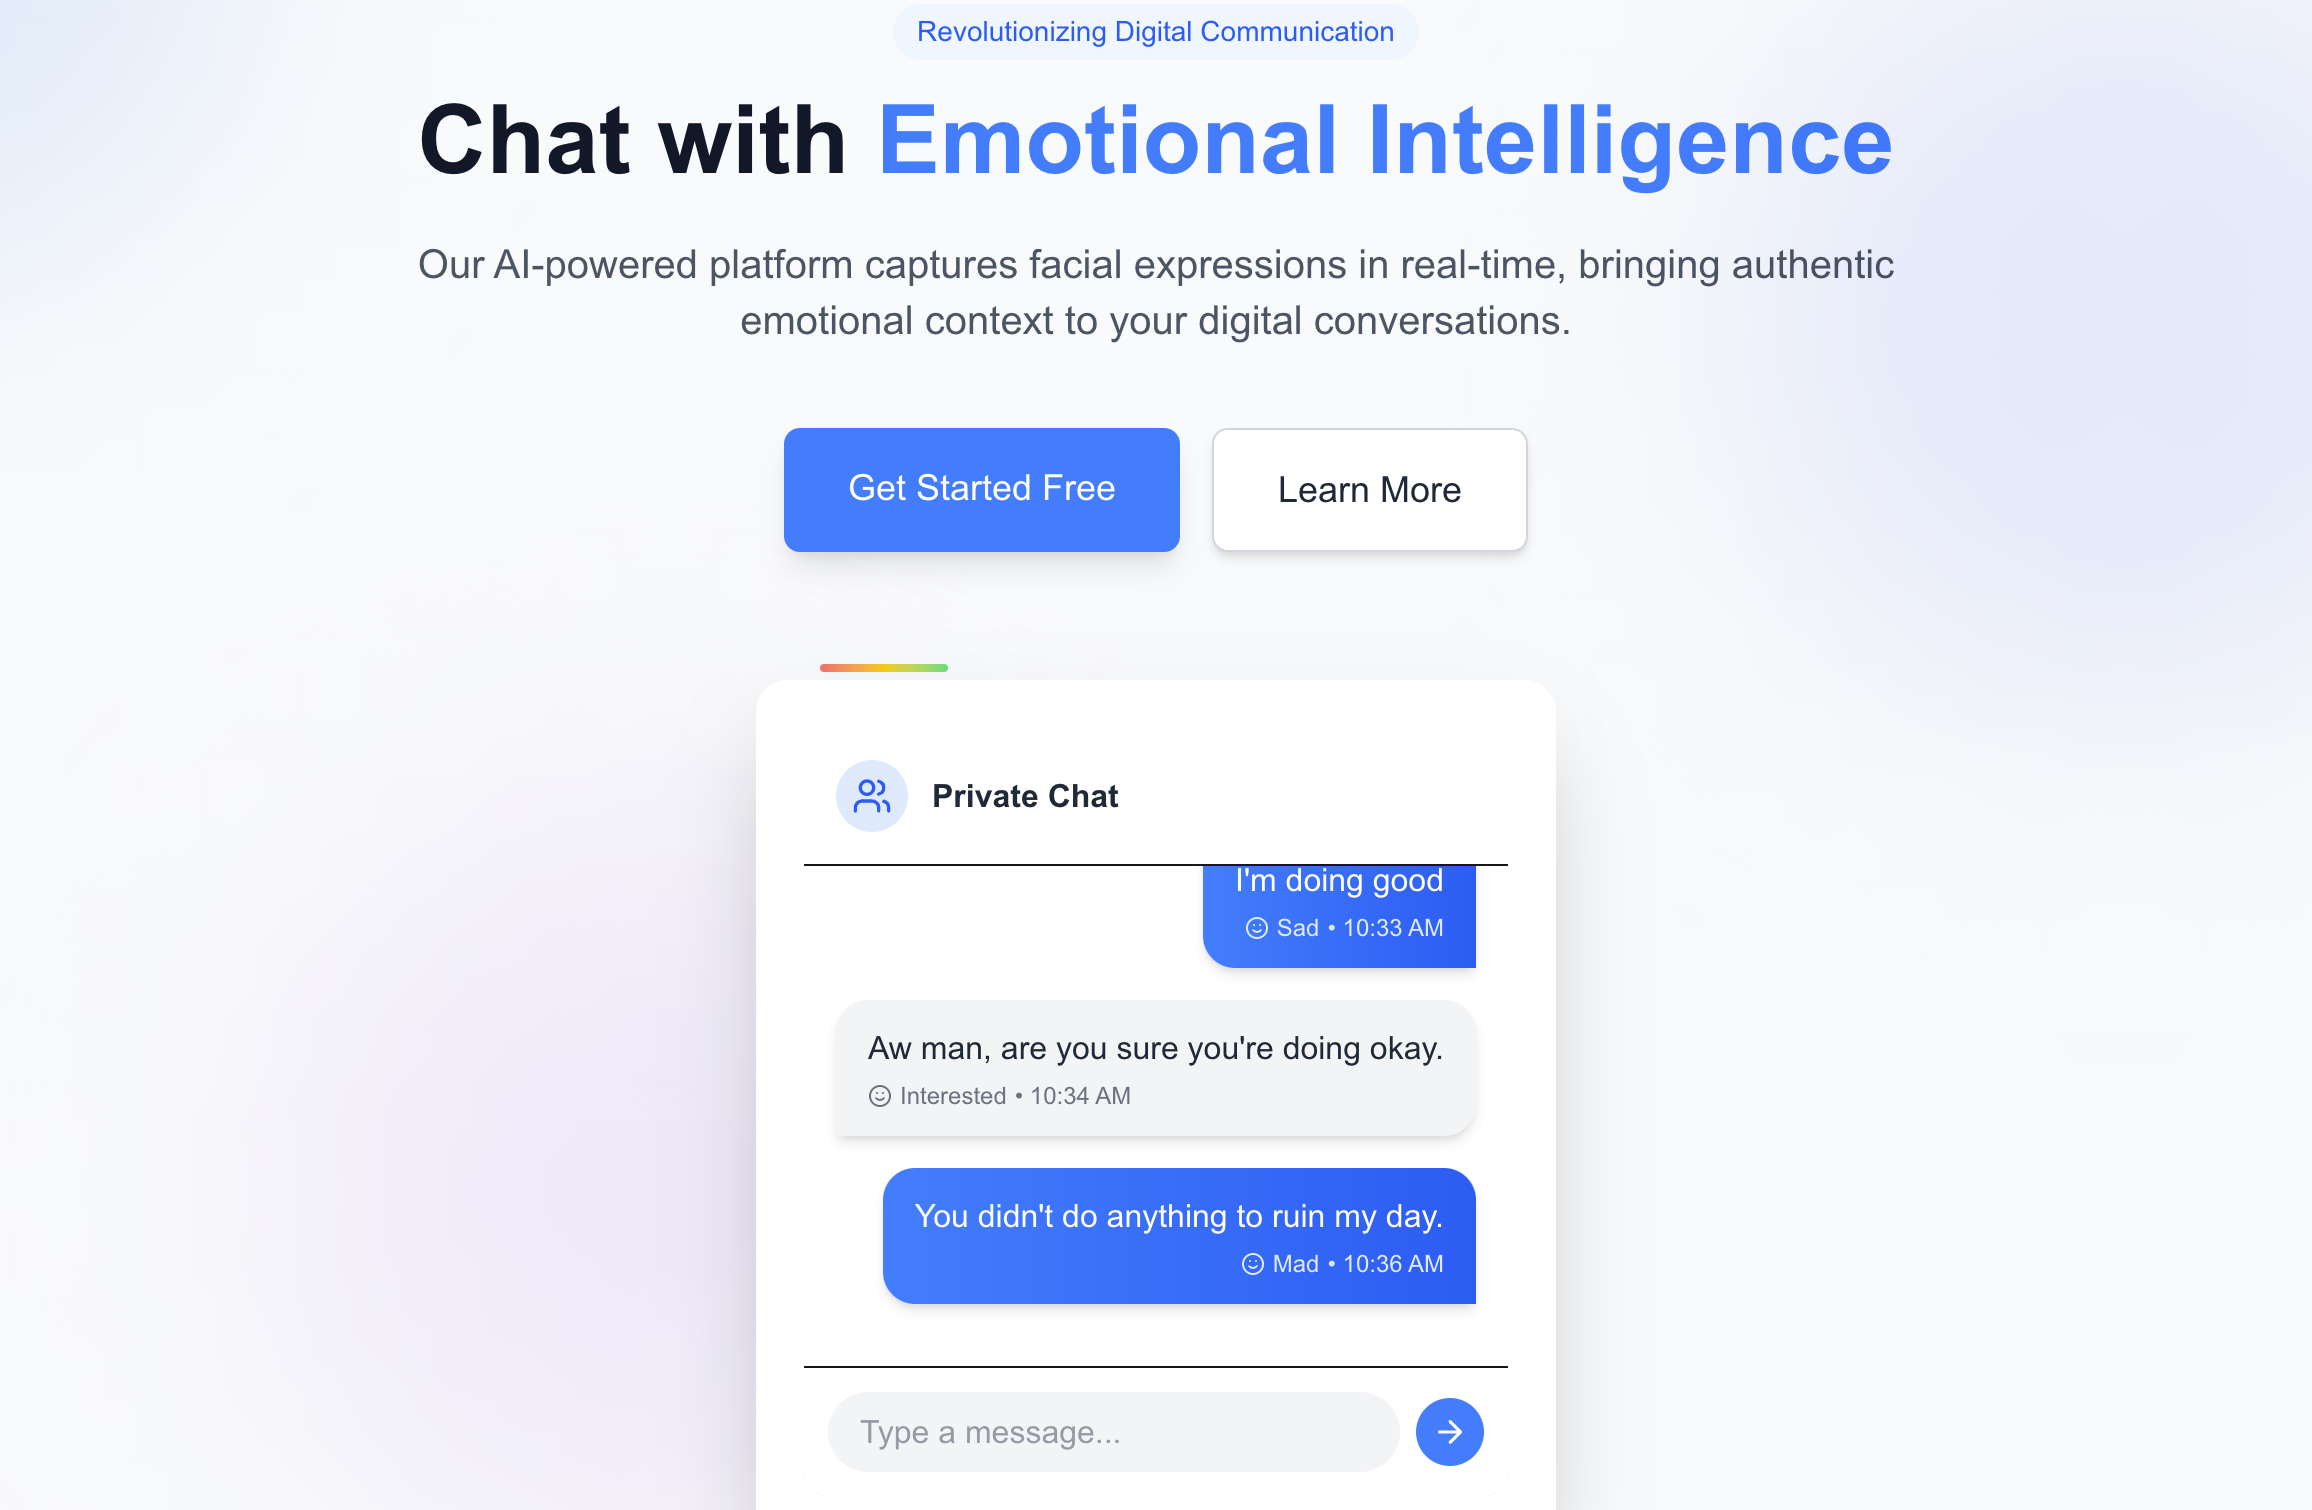 Revolutionizing Digital Communication
Chat with Emotional Intelligence
Our AI-powered platform captures facial expressions in real-time, bringing authentic
emotional context to your digital conversations.
Get Started Free
Learn More
Private Chat
I'm doing good
Sad • 10:33 AM
Aw man, are you sure you're doing okay.
Interested • 10:34 AM
You didn't do anything to ruin my day.
Mad • 10:36 AM
Type a message...